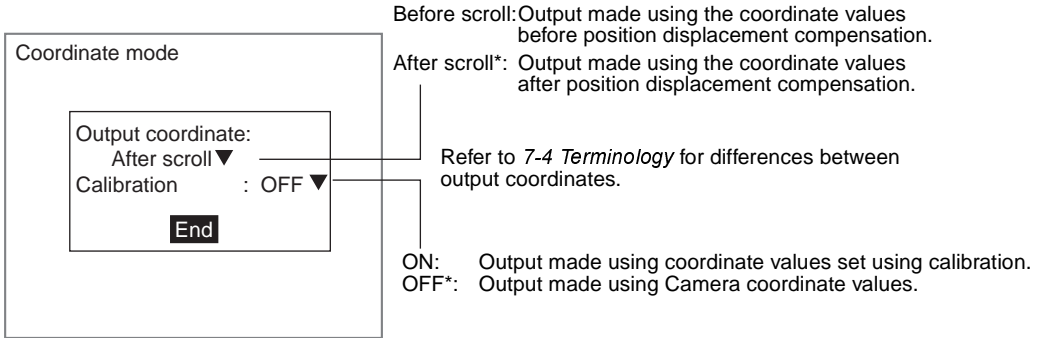 Before scroll:Output made using the coordinate values
before position displacement compensation.
After scroll*: Output made using the coordinate values
after position displacement compensation.
Coordinate mode
Output coordinate:
After scroll▼
Calibration : OFF ▼
End
Refer to 7-4 Terminology for differences between
output coordinates.
ON: Output made using coordinate values set using calibration.
OFF*: Output made using Camera coordinate values.